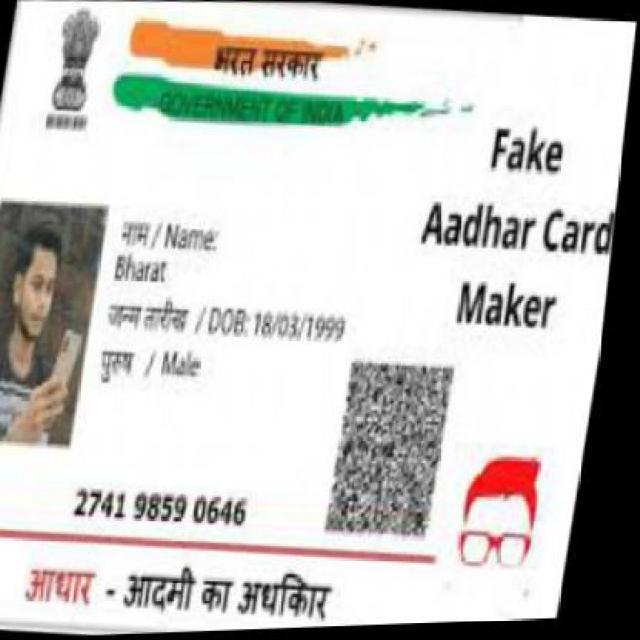 भरत सरकार
GOVERNMENT OF INDIA
Fake
Aadhar Card
Maker
नाम / Name:
Bharat
जन्म तारीख / DOB: 18/03/1999
पुरुष / Male
2741 9859 0646
आधार - आदमी का अधिकार